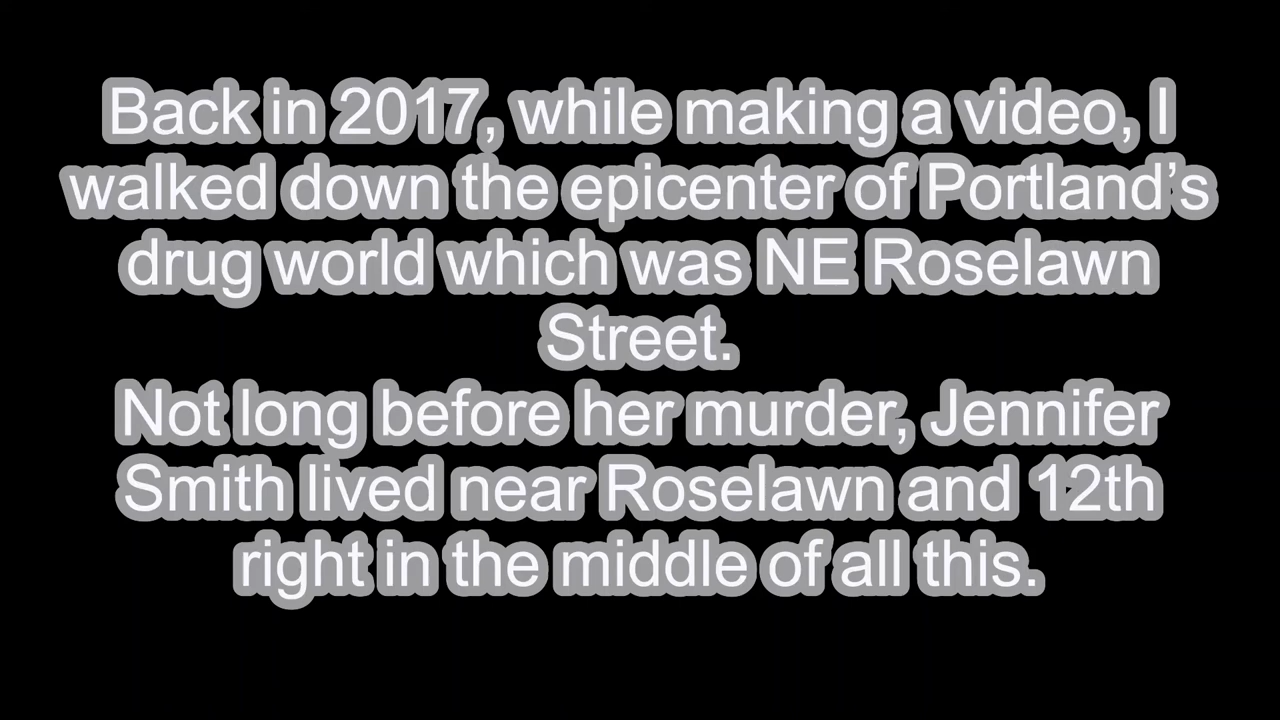 Back in 2017, while making a video, I
walked down the epicenter of Portland’s
drug world which was NE Roselawn
Street.
Not long before her murder, Jennifer
Smith lived near Roselawn and 12th
right in the middle of all this.